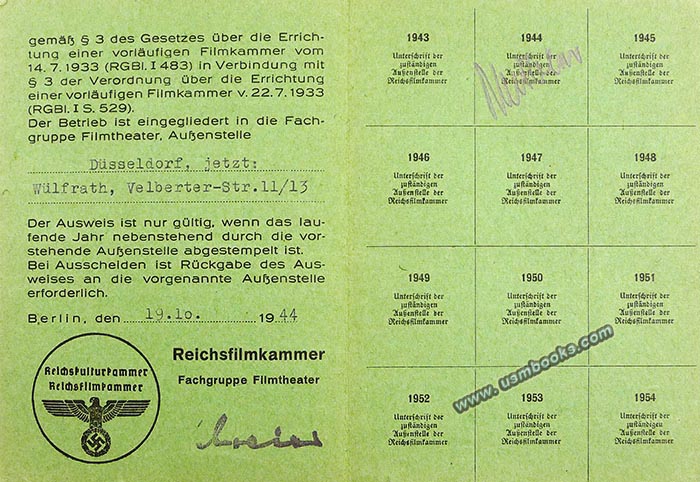 gemäß § 3 des Gesetzes über die Errich-
tung einer vorläufigen Filmkammer vom
14. 7. 1933 (RGBl. I 483) in Verbindung mit
§ 3 der Verordnung über die Errichtung
einer vorläufigen Filmkammer v. 22. 7. 1933
(RGBl. I S. 529).
Der Betrieb ist eingegliedert in die Fach-
gruppe Filmtheater, Außenstelle
Düsseldorf, jetzt:
Wülfrath, Velberter-Str.11/13
Der Ausweis ist nur gültig, wenn das lau-
fende Jahr nebenstehend durch die vor-
stehende Außenstelle abgestempelt ist.
Bei Ausscheiden ist Rückgabe des Aus-
weises an die vorgenannte Außenstelle
erforderlich.
Berlin, den 19.10. 1944
Reichskulturkammer
Reichsfilmkammer
Reichsfilmkammer
Fachgruppe Filmtheater
1943
Unterschrift der
zuständigen
Außenstelle der
Reichsfilmkammer
1944
Unterschrift der
zuständigen
Außenstelle der
Reichsfilmkammer
1945
Unterschrift der
zuständigen
Außenstelle der
Reichsfilmkammer
1946
Unterschrift der
zuständigen
Außenstelle der
Reichsfilmkammer
1947
Unterschrift der
zuständigen
Außenstelle der
Reichsfilmkammer
1948
Unterschrift der
zuständigen
Außenstelle der
Reichsfilmkammer
1949
Unterschrift der
zuständigen
Außenstelle der
Reichsfilmkammer
1950
Unterschrift der
zuständigen
Außenstelle der
Reichsfilmkammer
1951
Unterschrift der
zuständigen
Außenstelle der
Reichsfilmkammer
1952
Unterschrift der
zuständigen
Außenstelle der
Reichsfilmkammer
1953
Unterschrift der
zuständigen
Außenstelle der
Reichsfilmkammer
1954
Unterschrift der
zuständigen
Außenstelle der
Reichsfilmkammer
www.usmbooks.com